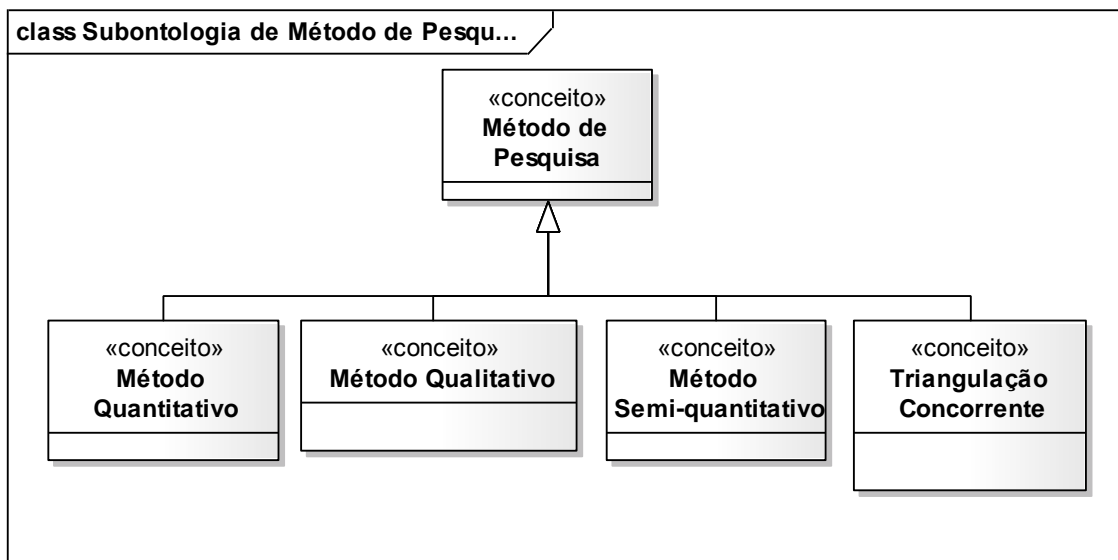 class Subontologia de Método de Pesqu...
«conceito»
Método de
Pesquisa
«conceito»
Método
Quantitativo
«conceito»
Método Qualitativo
«conceito»
Método
Semi-quantitativo
«conceito»
Triangulação
Concorrente